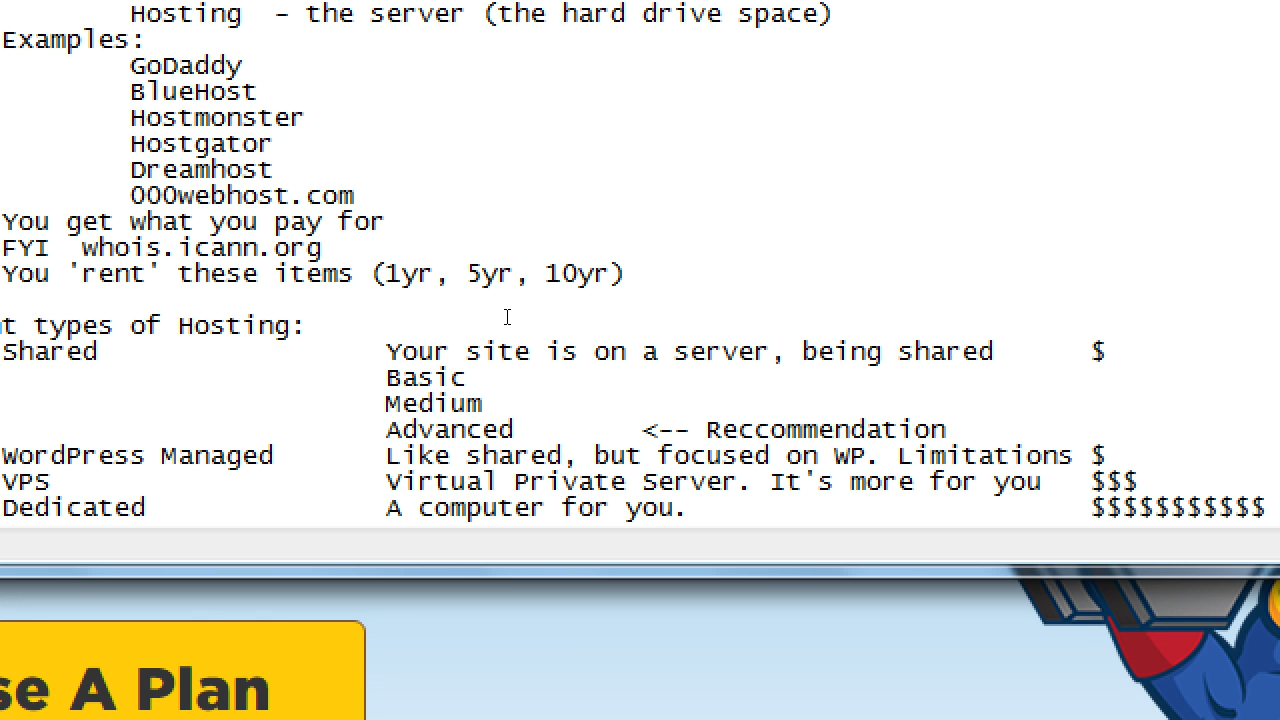 Hosting - the server (the hard drive space)
Examples:
GoDaddy
BlueHost
Hostmonster
Hostgator
Dreamhost
000webhost.com
You get what you pay for
FYI whois.icann.org
You 'rent' these items (1yr, 5yr, 10yr)
t types of Hosting:
Shared Your site is on a server, being shared $
Basic
Medium
Advanced <-- Reccommendation
WordPress Managed Like shared, but focused on WP. Limitations $
VPS Virtual Private Server. It's more for you $$$
Dedicated A computer for you. $$$$$$$$$$$
se A Plan